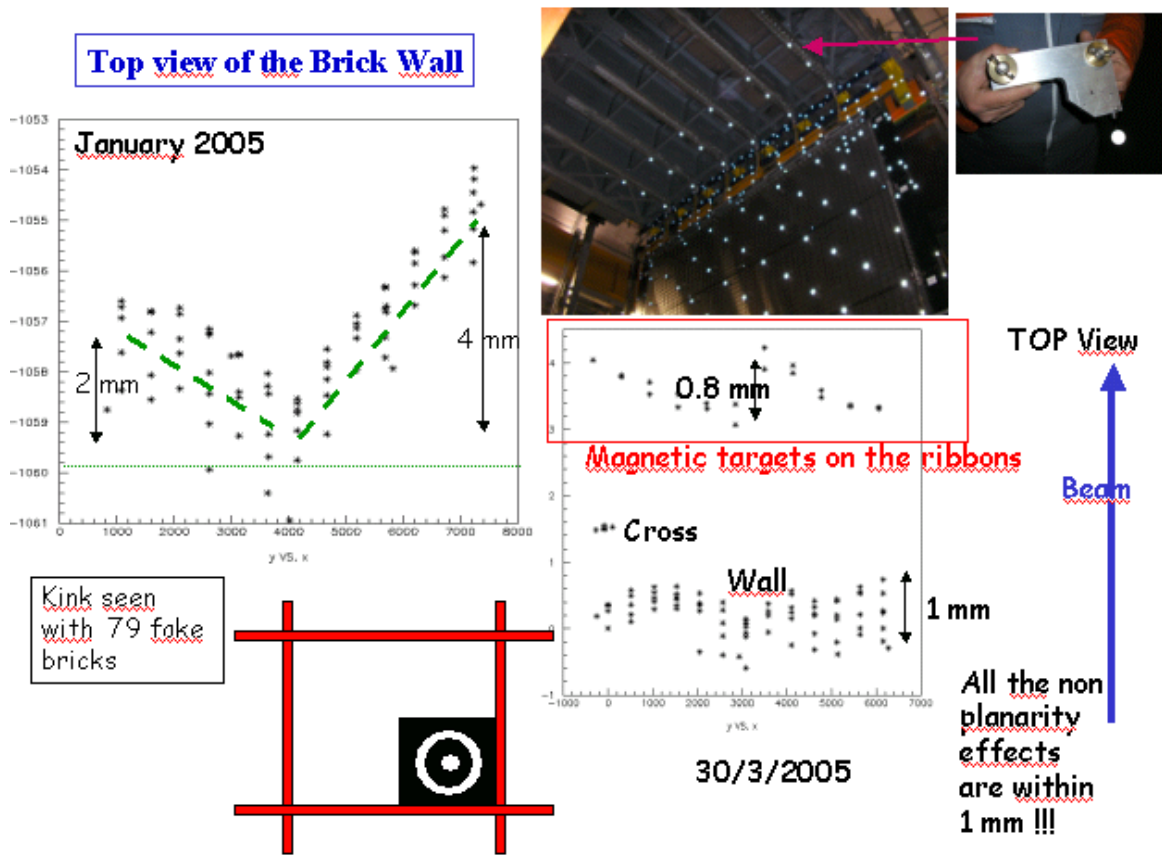 Top view of the Brick Wall
January 2005
-1053
-1054
-1055
-1056
-1057
-1058
-1059
-1060
-1061
2 mm
4 mm
0 1000 2000 3000 4000 5000 6000 7000 8000
y VS. x
Kink seen
with 79 fake
bricks
TOP View
Beam
4
3
2
1
0
-1
0.8 mm
Magnetic targets on the ribbons
Cross
Wall
1 mm
-1000 0 1000 2000 3000 4000 5000 6000 7000
y VS. x
30/3/2005
All the non
planarity
effects
are within
1 mm !!!